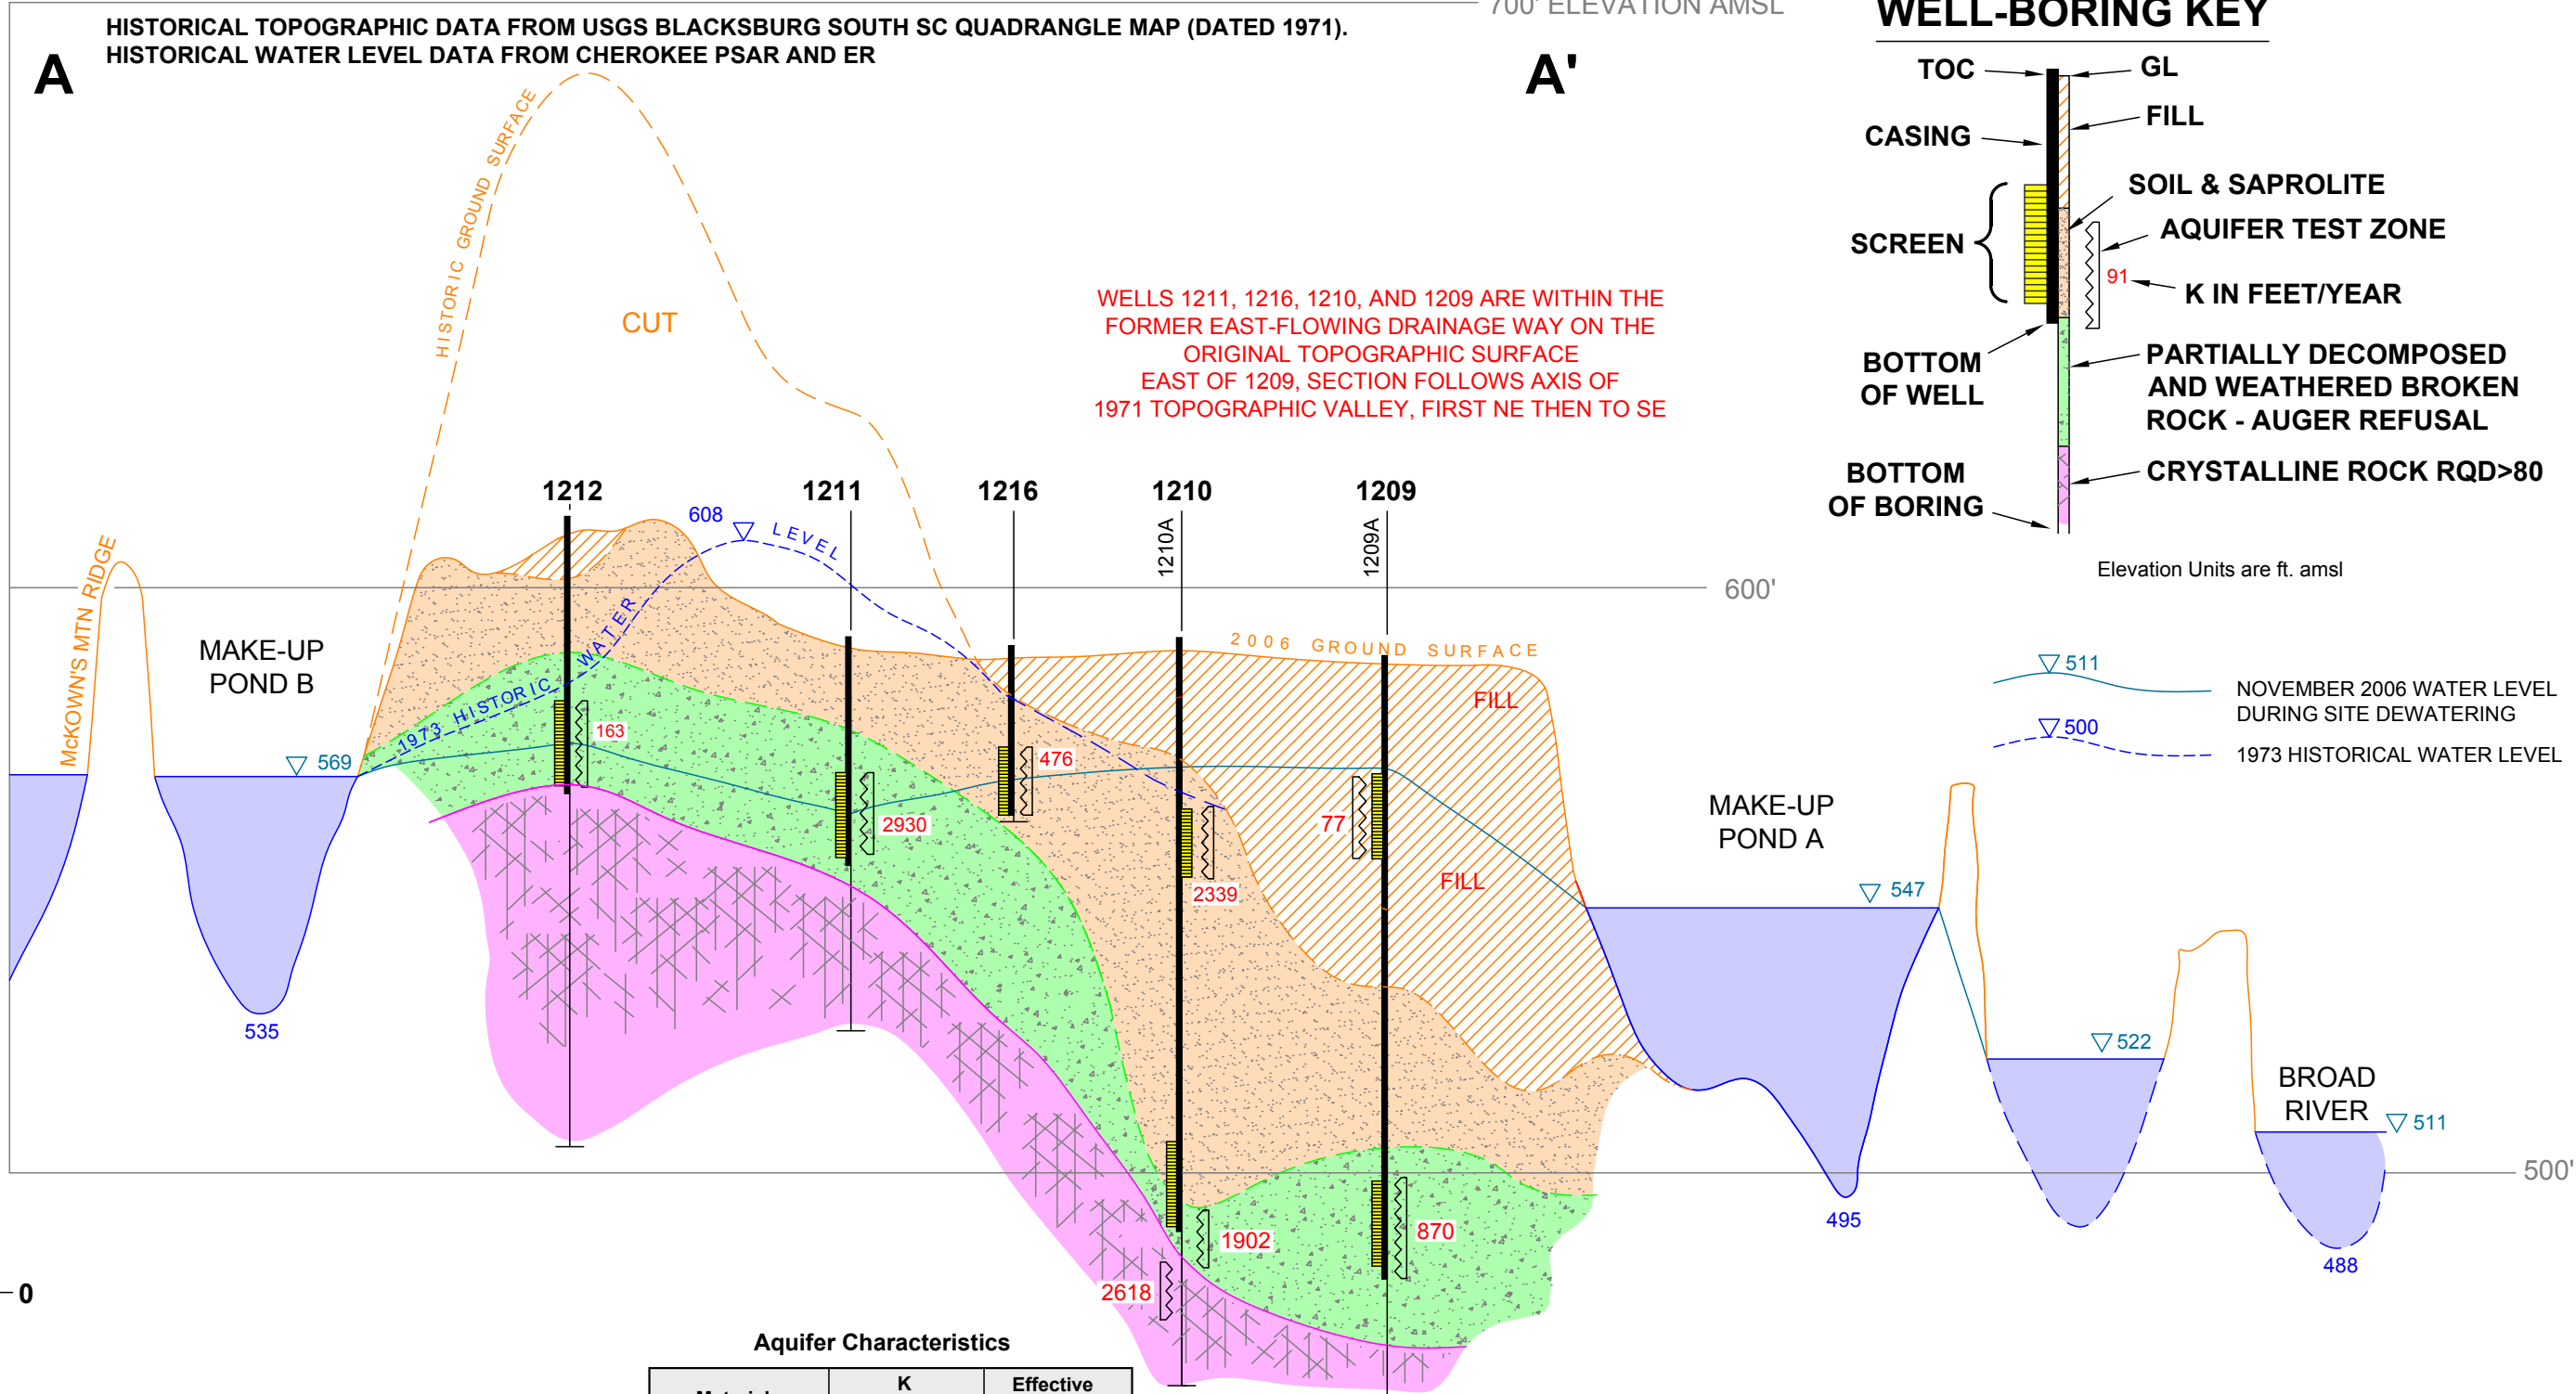 700' ELEVATION AMSL
HISTORICAL TOPOGRAPHIC DATA FROM USGS BLACKSBURG SOUTH SC QUADRANGLE MAP (DATED 1971).
HISTORICAL WATER LEVEL DATA FROM CHEROKEE PSAR AND ER
A
A'
WELL-BORING KEY
TOC
GL
FILL
CASING
SOIL & SAPROLITE
AQUIFER TEST ZONE
SCREEN
91
K IN FEET/YEAR
BOTTOM
OF WELL
PARTIALLY DECOMPOSED
AND WEATHERED BROKEN
ROCK - AUGER REFUSAL
BOTTOM
OF BORING
CRYSTALLINE ROCK RQD>80
Elevation Units are ft. amsl
HISTORIC GROUND SURFACE
CUT
WELLS 1211, 1216, 1210, AND 1209 ARE WITHIN THE
FORMER EAST-FLOWING DRAINAGE WAY ON THE
ORIGINAL TOPOGRAPHIC SURFACE
EAST OF 1209, SECTION FOLLOWS AXIS OF
1971 TOPOGRAPHIC VALLEY, FIRST NE THEN TO SE
1212
1211
1216
1210
1209
1210A
1209A
608
1973 HISTORIC WATER LEVEL
McKOWN'S MTN RIDGE
600'
MAKE-UP
POND B
569
535
2006 GROUND SURFACE
FILL
FILL
163
2930
476
2339
77
1902
870
2618
511
NOVEMBER 2006 WATER LEVEL
DURING SITE DEWATERING
500
1973 HISTORICAL WATER LEVEL
MAKE-UP
POND A
547
495
522
BROAD
RIVER
511
488
500'
0
Aquifer Characteristics
K
Effective